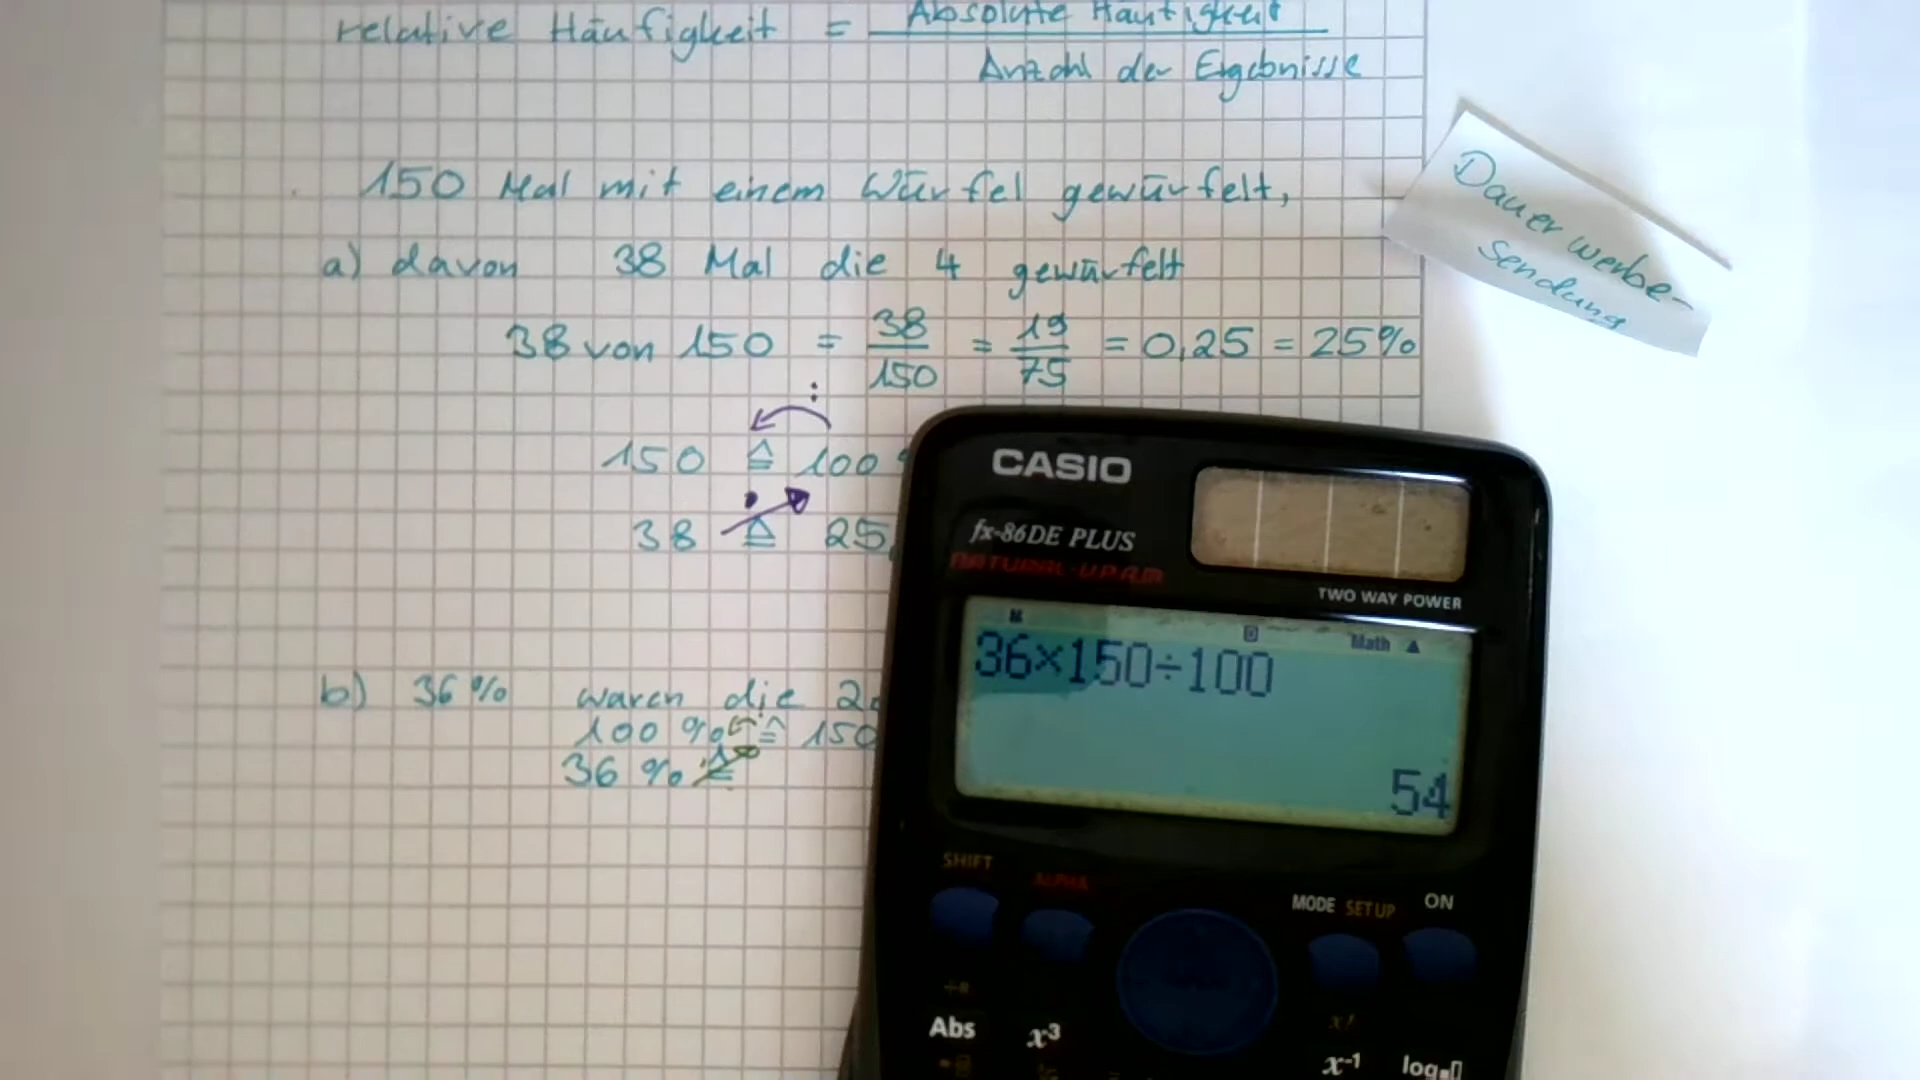 relative Häufigkeit = Absolute Häufigkeit
Anzahl der Ergebnisse
150 Mal mit einem Würfel gewürfelt,
a) davon 38 Mal die 4 gewürfelt
38 von 150 = 38/150 = 19/75 = 0,25 = 25%
:
150 ≙ 100
38 ≙ 25,
b) 36% waren die 2
100 % ≙ 150
36 % ≙
Dauerwerbe-
sendung
CASIO
fx-86DE PLUS
NATURAL-V.P.A.M.
TWO WAY POWER
M D Math ▲
36×150÷100
54
SHIFT ALPHA MODE SETUP ON
÷R x!
Abs x³ x⁻¹ log▪▯